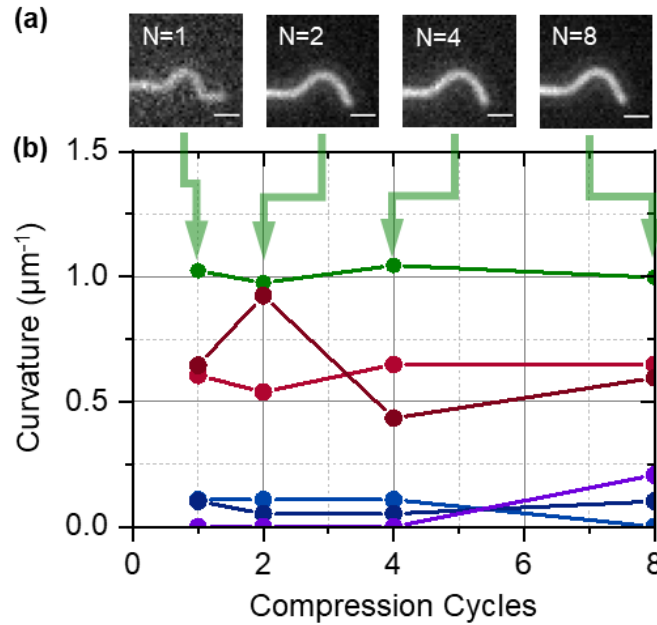 (a)
N=1 N=2 N=4 N=8
(b)
1.5
1.0
0.5
0.0
Curvature (µm⁻¹)
0 2 4 6 8
Compression Cycles